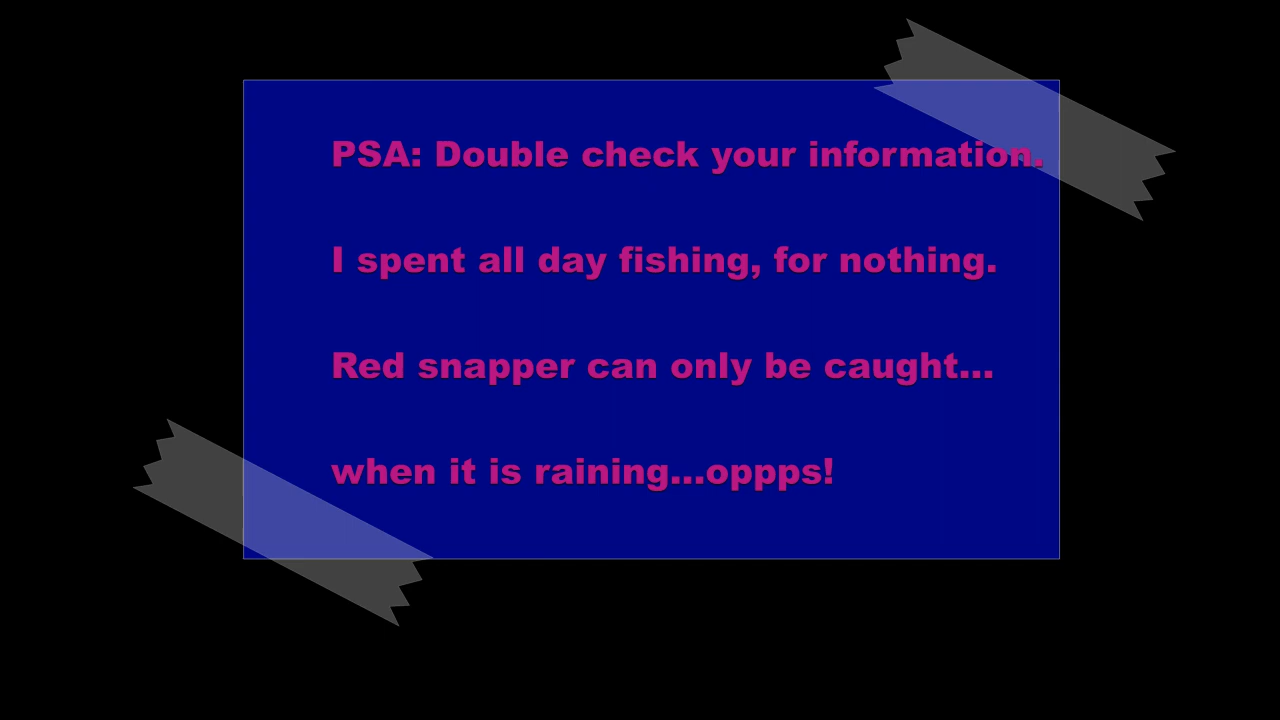 PSA: Double check your information.
I spent all day fishing, for nothing.
Red snapper can only be caught...
when it is raining...oppps!